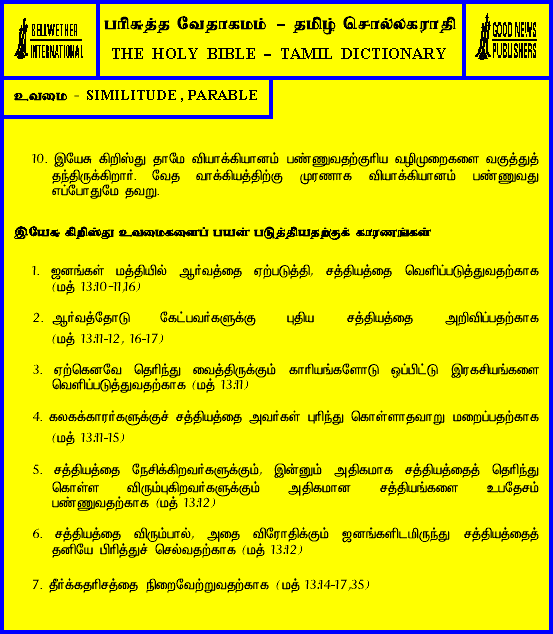 BELLWETHER
INTERNATIONAL
பரிசுத்த வேதாகமம் – தமிழ் சொல்லகராதி
THE HOLY BIBLE – TAMIL DICTIONARY
GOOD NEWS
PUBLISHERS
உவமை - SIMILITUDE , PARABLE
10. இயேசு கிறிஸ்து தாமே வியாக்கியானம் பண்ணுவதற்குரிய வழிமுறைகளை வகுத்துத்
தந்திருக்கிறார். வேத வாக்கியத்திற்கு முரணாக வியாக்கியானம் பண்ணுவது
எப்போதுமே தவறு.
இயேசு கிறிஸ்து உவமைகளைப் பயன் படுத்தியதற்குக் காரணங்கள்
1. ஜனங்கள் மத்தியில் ஆர்வத்தை ஏற்படுத்தி, சத்தியத்தை வெளிப்படுத்துவதற்காக
(மத் 13:10-11,16)
2. ஆர்வத்தோடு கேட்பவர்களுக்கு புதிய சத்தியத்தை அறிவிப்பதற்காக
(மத் 13:11-12, 16-17)
3. ஏற்கெனவே தெரிந்து வைத்திருக்கும் காரியங்களோடு ஒப்பிட்டு இரகசியங்களை
வெளிப்படுத்துவதற்காக (மத் 13:11)
4. கலகக்காரர்களுக்குச் சத்தியத்தை அவர்கள் புரிந்து கொள்ளாதவாறு மறைப்பதற்காக
(மத் 13:11-15)
5. சத்தியத்தை நேசிக்கிறவர்களுக்கும், இன்னும் அதிகமாக சத்தியத்தைத் தெரிந்து
கொள்ள விரும்புகிறவர்களுக்கும் அதிகமான சத்தியங்களை உபதேசம்
பண்ணுவதற்காக (மத் 13:12)
6. சத்தியத்தை விரும்பால், அதை விரோதிக்கும் ஜனங்களிடமிருந்து சத்தியத்தைத்
தனியே பிரித்துச் செல்வதற்காக (மத் 13:12)
7. தீர்க்கதரிசத்தை நிறைவேற்றுவதற்காக (மத் 13:14-17,35)